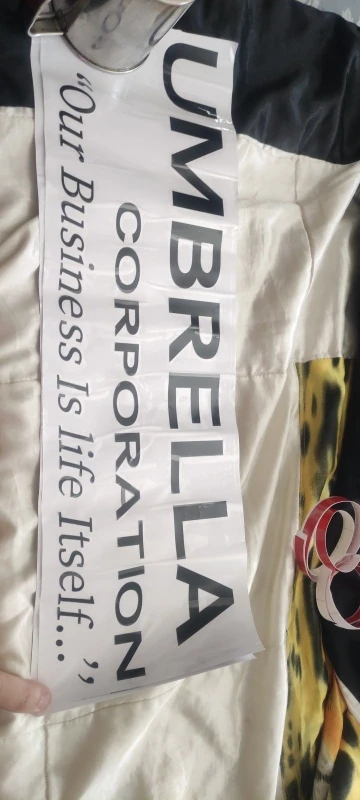 UMBRELLA
CORPORATION
“Our Business Is life Itself...”